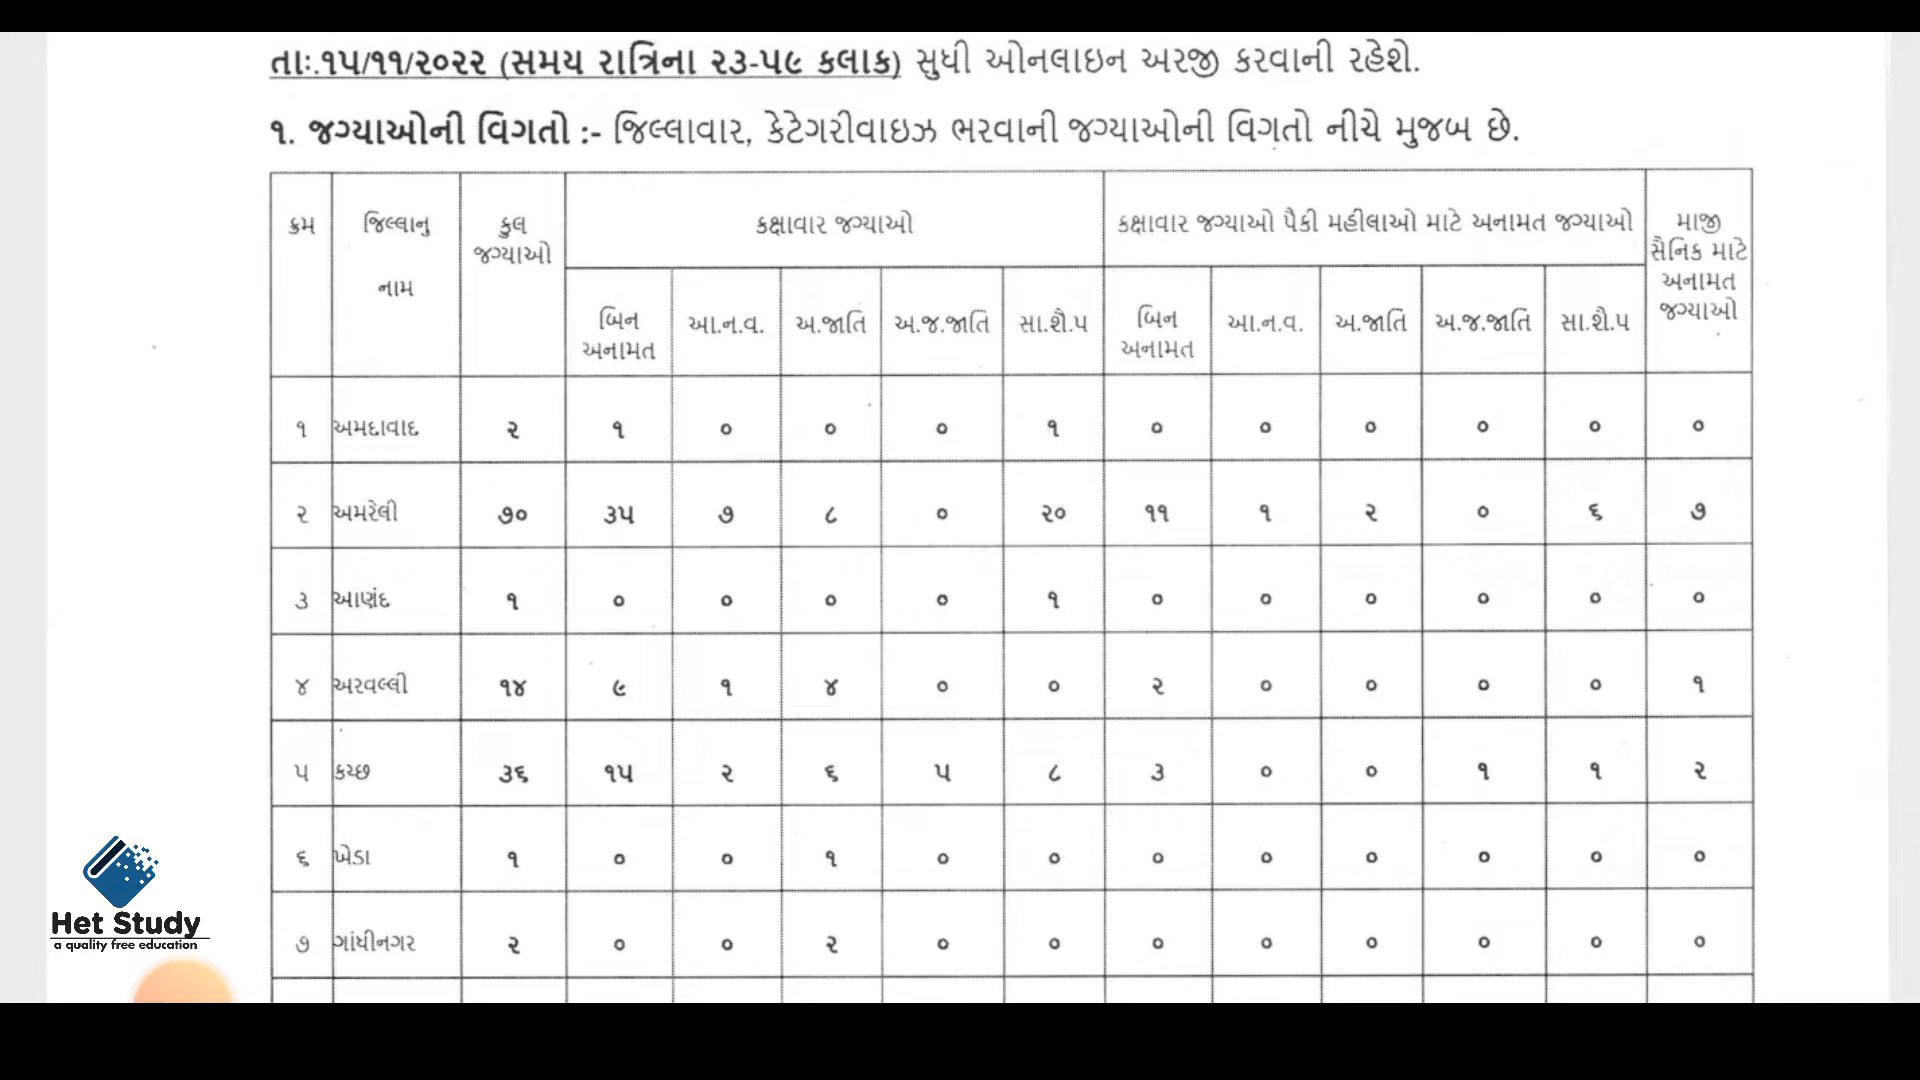 તાઃ.૧૫/૧૧/૨૦૨૨ (સમય રાત્રિના ૨૩-૫૯ કલાક) સુધી ઓનલાઇન અરજી કરવાની રહેશે.
૧. જગ્યાઓની વિગતો :- જિલ્લાવાર, કેટેગરીવાઇઝ ભરવાની જગ્યાઓની વિગતો નીચે મુજબ છે.
ક્રમ જિલ્લાનુ નામ કુલ જગ્યાઓ કક્ષાવાર જગ્યાઓ કક્ષાવાર જગ્યાઓ પૈકી મહીલાઓ માટે અનામત જગ્યાઓ માજી સૈનિક માટે અનામત જગ્યાઓ
બિન અનામત આ.ન.વ. અ.જાતિ અ.જ.જાતિ સા.શૈ.પ બિન અનામત આ.ન.વ. અ.જાતિ અ.જ.જાતિ સા.શૈ.પ
૧ અમદાવાદ ૨ ૧ ૦ ૦ ૦ ૧ ૦ ૦ ૦ ૦ ૦ ૦
૨ અમરેલી ૭૦ ૩૫ ૭ ૮ ૦ ૨૦ ૧૧ ૧ ૨ ૦ ૬ ૭
૩ આણંદ ૧ ૦ ૦ ૦ ૦ ૧ ૦ ૦ ૦ ૦ ૦ ૦
૪ અરવલ્લી ૧૪ ૯ ૧ ૪ ૦ ૦ ૨ ૦ ૦ ૦ ૦ ૧
૫ કચ્છ ૩૬ ૧૫ ૨ ૬ ૫ ૮ ૩ ૦ ૦ ૧ ૧ ૨
૬ ખેડા ૧ ૦ ૦ ૧ ૦ ૦ ૦ ૦ ૦ ૦ ૦ ૦
૭ ગાંધીનગર ૨ ૦ ૦ ૨ ૦ ૦ ૦ ૦ ૦ ૦ ૦ ૦
Het Study
a quality free education